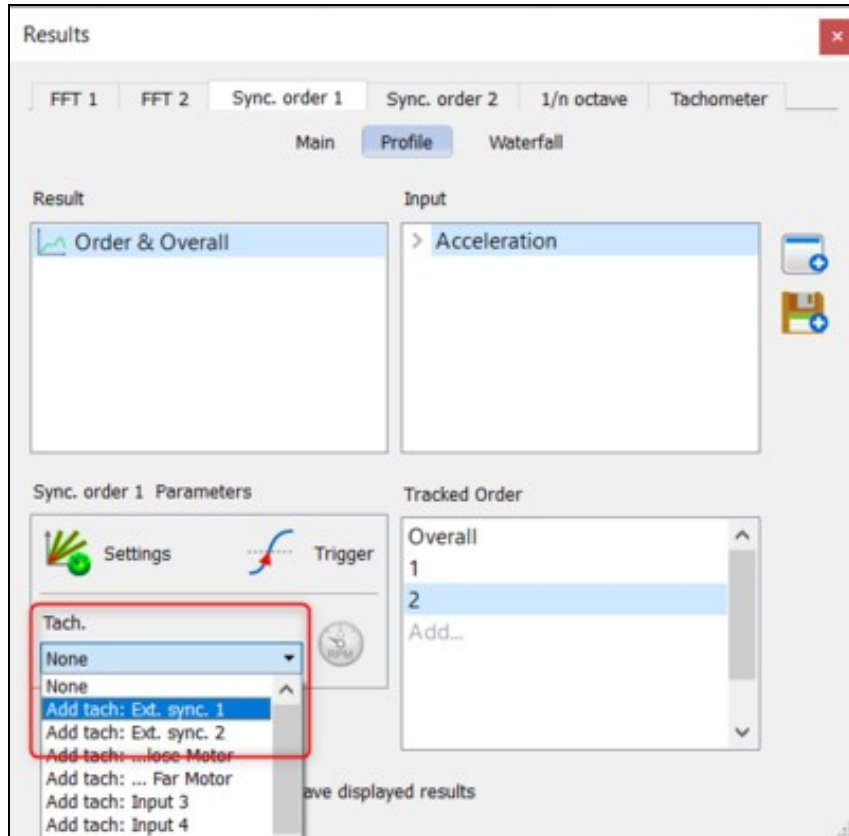 Results
FFT 1 FFT 2 Sync. order 1 Sync. order 2 1/n octave Tachometer
Main Profile Waterfall
Result Input
Order & Overall
Acceleration
Sync. order 1 Parameters
Settings Trigger
Tach.
None
RPM
None
Add tach: Ext. sync. 1
Add tach: Ext. sync. 2
Add tach: ...lose Motor
Add tach: ... Far Motor
Add tach: Input 3
Add tach: Input 4
Tracked Order
Overall
1
2
Add...
ave displayed results